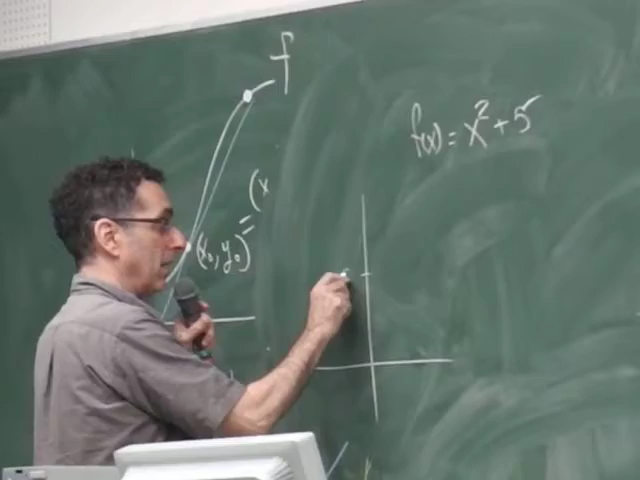 f
f(x) = x² + 5
= (x
(x₀, y₀)